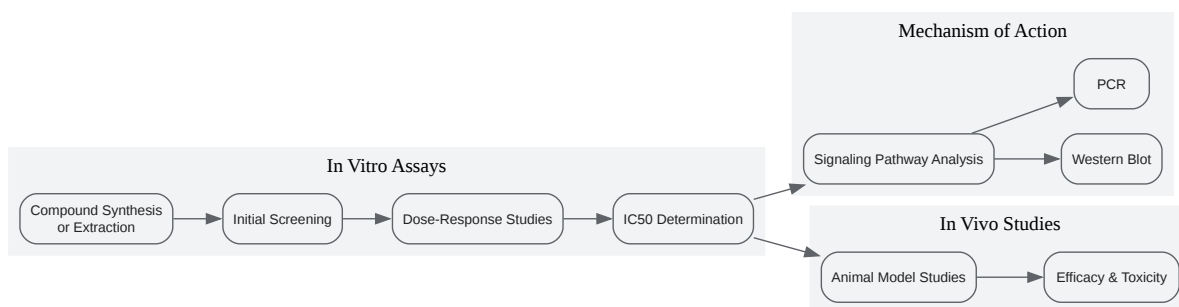 Mechanism of Action
PCR
Signaling Pathway Analysis
Western Blot
In Vitro Assays
Compound Synthesis
or Extraction
Initial Screening
Dose-Response Studies
IC50 Determination
In Vivo Studies
Animal Model Studies
Efficacy & Toxicity